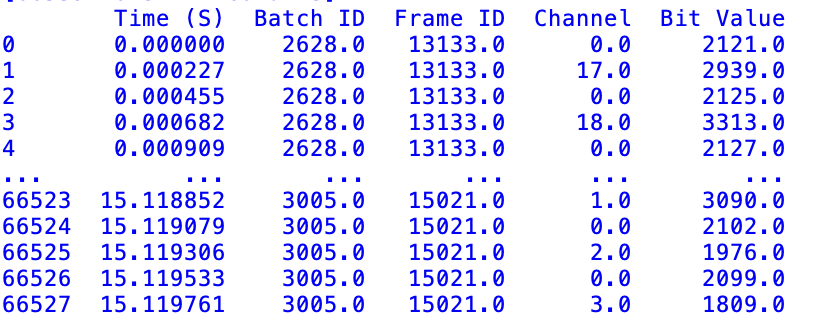 Time (S) Batch ID Frame ID Channel Bit Value
0 0.000000 2628.0 13133.0 0.0 2121.0
1 0.000227 2628.0 13133.0 17.0 2939.0
2 0.000455 2628.0 13133.0 0.0 2125.0
3 0.000682 2628.0 13133.0 18.0 3313.0
4 0.000909 2628.0 13133.0 0.0 2127.0
... ... ... ... ... ...
66523 15.118852 3005.0 15021.0 1.0 3090.0
66524 15.119079 3005.0 15021.0 0.0 2102.0
66525 15.119306 3005.0 15021.0 2.0 1976.0
66526 15.119533 3005.0 15021.0 0.0 2099.0
66527 15.119761 3005.0 15021.0 3.0 1809.0